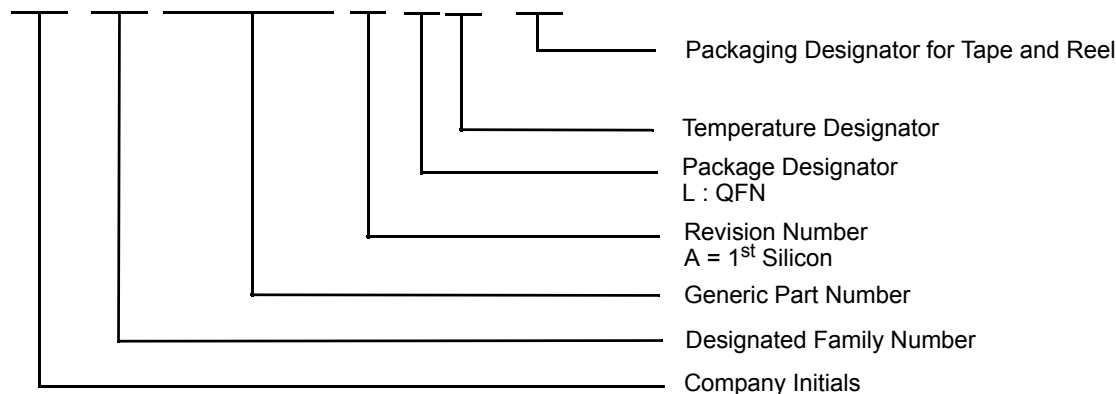 Packaging Designator for Tape and Reel
Temperature Designator
Package Designator
L : QFN
Revision Number
A = 1st Silicon
Generic Part Number
Designated Family Number
Company Initials